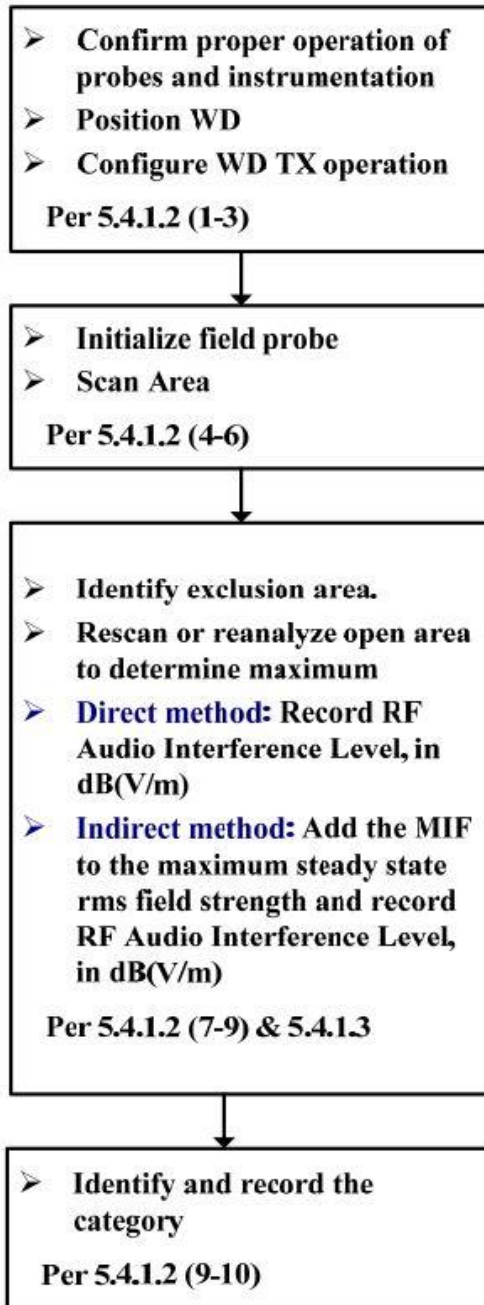 ➢ Confirm proper operation of
probes and instrumentation
➢ Position WD
➢ Configure WD TX operation
Per 5.4.1.2 (1-3)
➢ Initialize field probe
➢ Scan Area
Per 5.4.1.2 (4-6)
➢ Identify exclusion area.
➢ Rescan or reanalyze open area
to determine maximum
➢ Direct method: Record RF
Audio Interference Level, in
dB(V/m)
➢ Indirect method: Add the MIF
to the maximum steady state
rms field strength and record
RF Audio Interference Level,
in dB(V/m)
Per 5.4.1.2 (7-9) & 5.4.1.3
➢ Identify and record the
category
Per 5.4.1.2 (9-10)